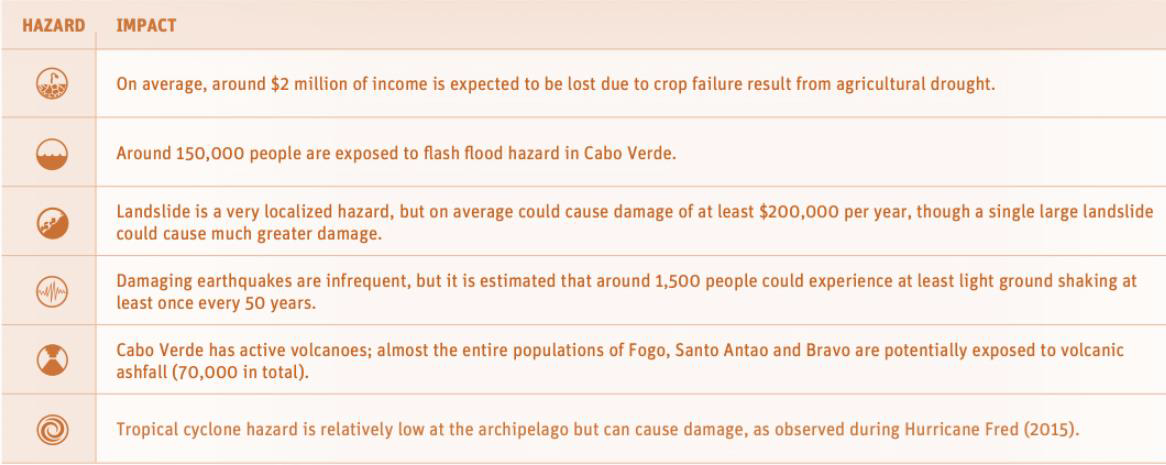 HAZARD IMPACT
On average, around $2 million of income is expected to be lost due to crop failure result from agricultural drought.
Around 150,000 people are exposed to flash flood hazard in Cabo Verde.
Landslide is a very localized hazard, but on average could cause damage of at least $200,000 per year, though a single large landslide
could cause much greater damage.
Damaging earthquakes are infrequent, but it is estimated that around 1,500 people could experience at least light ground shaking at
least once every 50 years.
Cabo Verde has active volcanoes; almost the entire populations of Fogo, Santo Antao and Bravo are potentially exposed to volcanic
ashfall (70,000 in total).
Tropical cyclone hazard is relatively low at the archipelago but can cause damage, as observed during Hurricane Fred (2015).